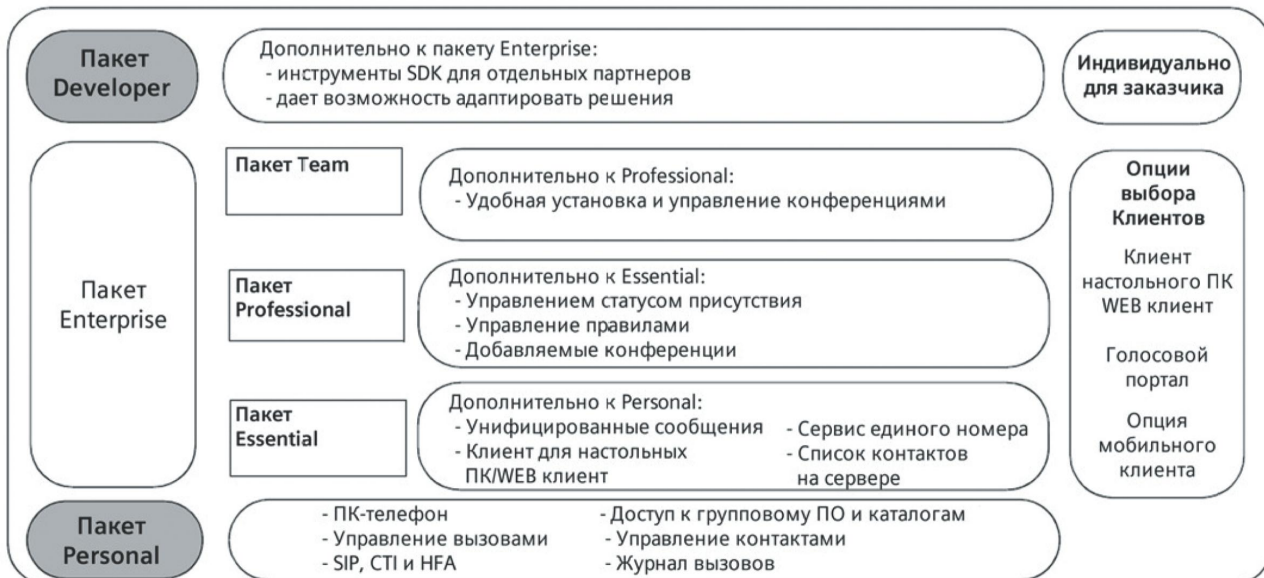 Пакет
Developer
Дополнительно к пакету Enterprise:
- инструменты SDK для отдельных партнеров
- дает возможность адаптировать решения
Индивидуально
для заказчика
Пакет
Enterprise
Пакет Team
Дополнительно к Professional:
- Удобная установка и управление конференциями
Пакет
Professional
Дополнительно к Essential:
- Управлением статусом присутствия
- Управление правилами
- Добавляемые конференции
Пакет
Essential
Дополнительно к Personal:
- Унифицированные сообщения
- Клиент для настольных
ПК/WEB клиент
- Сервис единого номера
- Список контактов
на сервере
Опции
выбора
Клиентов
Клиент
настольного ПК
WEB клиент
Голосовой
портал
Опция
мобильного
клиента
Пакет
Personal
- ПК-телефон
- Управление вызовами
- SIP, CTI и HFA
- Доступ к групповому ПО и каталогам
- Управление контактами
- Журнал вызовов